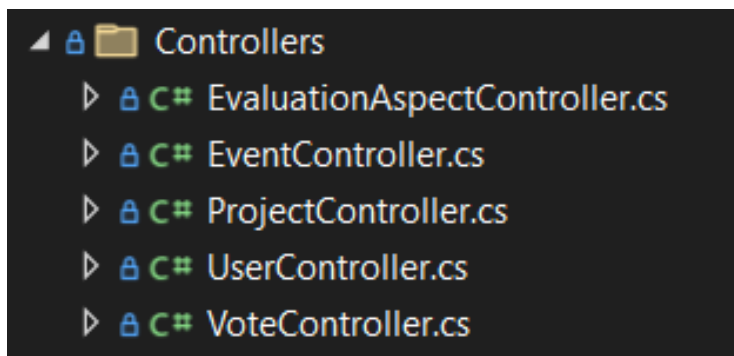 Controllers
C# EvaluationAspectController.cs
C# EventController.cs
C# ProjectController.cs
C# UserController.cs
C# VoteController.cs